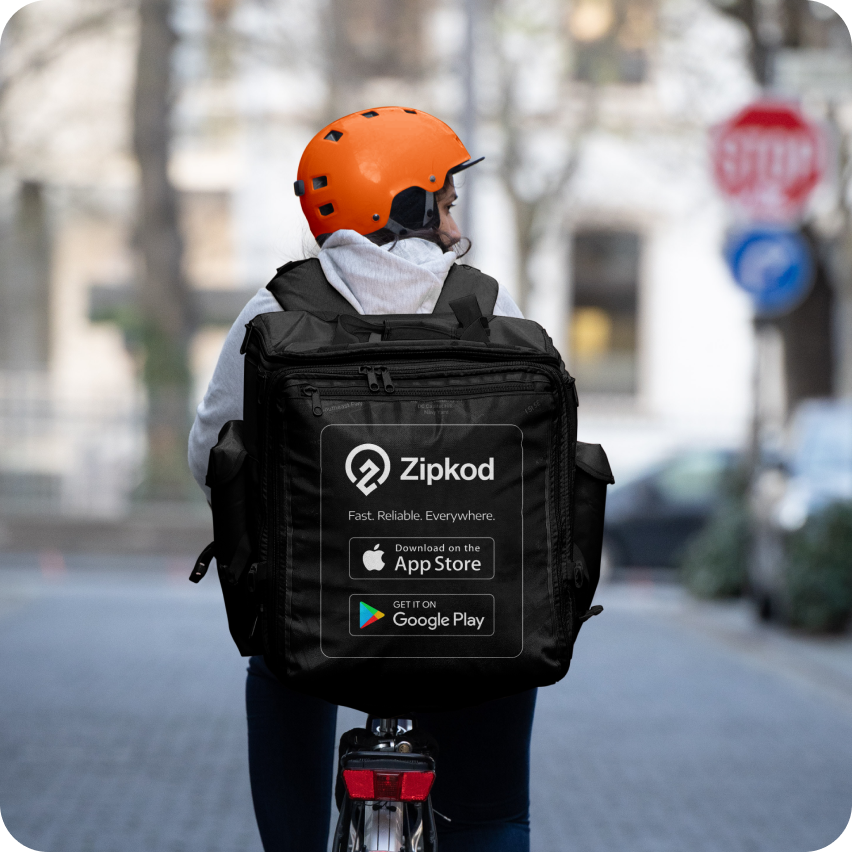 STOP
Zipkod
Fast. Reliable. Everywhere.
Download on the
App Store
GET IT ON
Google Play